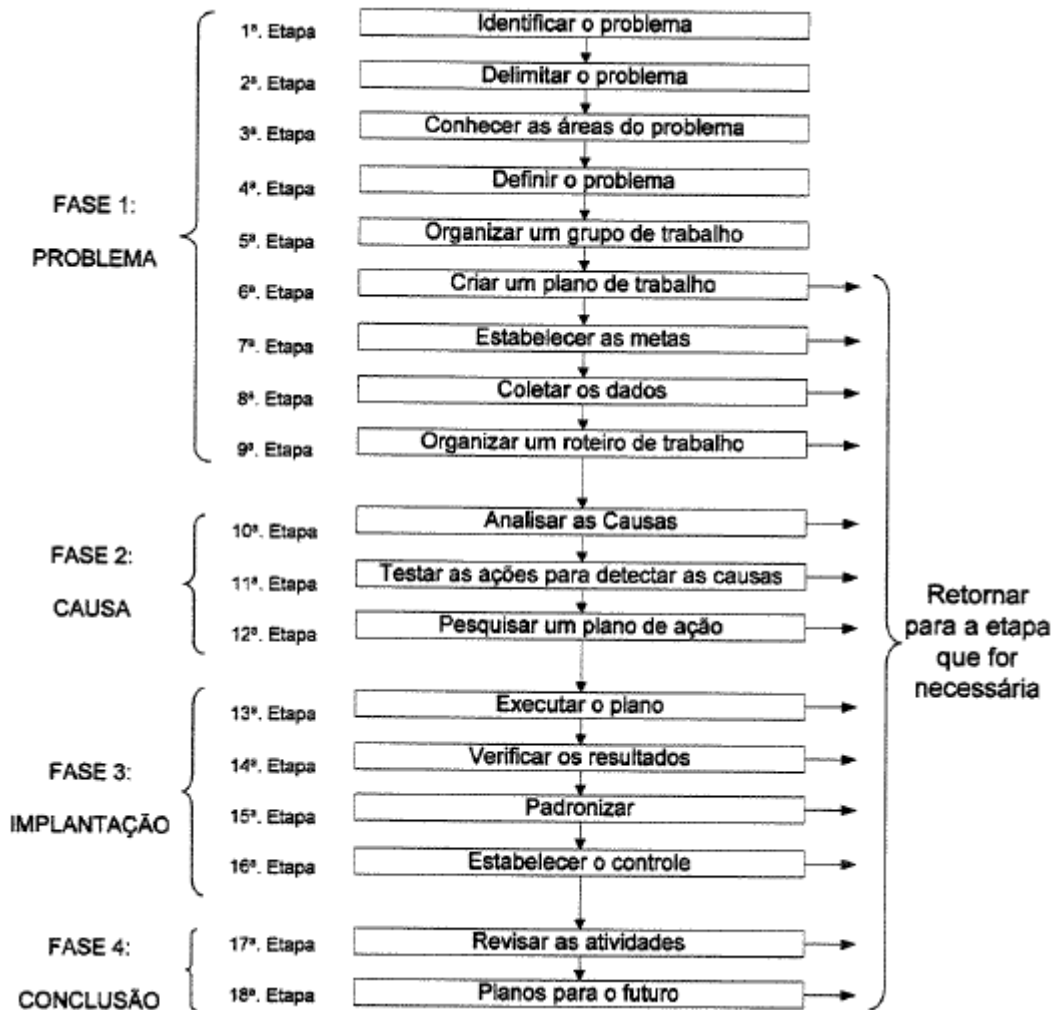 1ª. Etapa Identificar o problema
2ª. Etapa Delimitar o problema
3ª. Etapa Conhecer as áreas do problema
4ª. Etapa Definir o problema
FASE 1:
PROBLEMA
5ª. Etapa Organizar um grupo de trabalho
6ª. Etapa Criar um plano de trabalho
7ª. Etapa Estabelecer as metas
8ª. Etapa Coletar os dados
9ª. Etapa Organizar um roteiro de trabalho
10ª. Etapa Analisar as Causas
FASE 2:
CAUSA
11ª. Etapa Testar as ações para detectar as causas
12ª. Etapa Pesquisar um plano de ação
Retornar
para a etapa
que for
necessária
13ª. Etapa Executar o plano
14ª. Etapa Verificar os resultados
FASE 3:
IMPLANTAÇÃO
15ª. Etapa Padronizar
16ª. Etapa Estabelecer o controle
FASE 4:
CONCLUSÃO
17ª. Etapa Revisar as atividades
18ª. Etapa Planos para o futuro